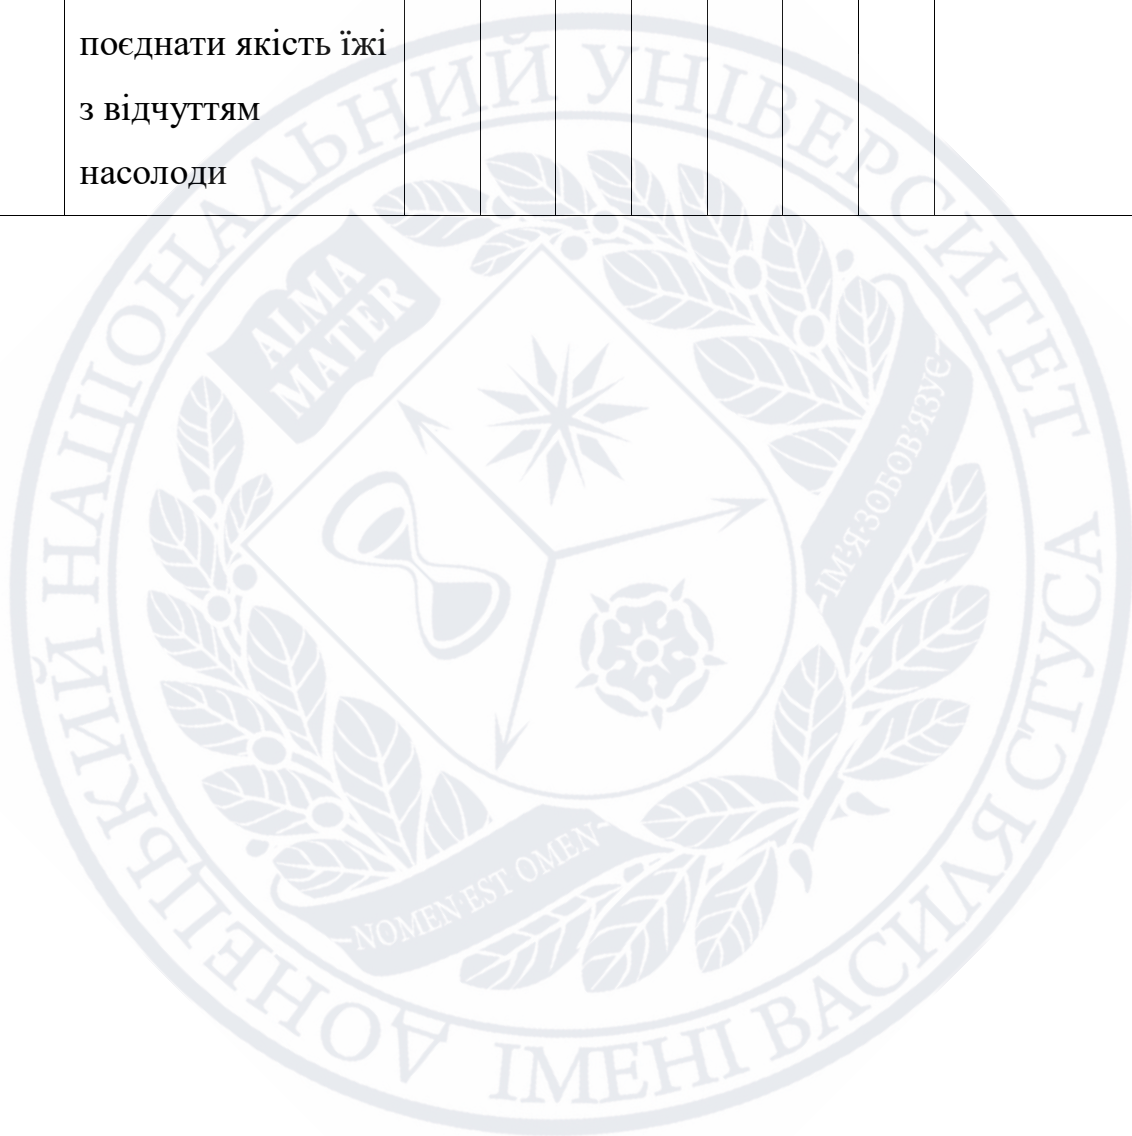 поєднати якість їжі
з відчуттям
насолоди
ДОНЕЦЬКИЙ НАЦІОНАЛЬНИЙ УНІВЕРСИТЕТ
ІМЕНІ ВАСИЛЯ СТУСА
ALMA
MATER
ІМ'Я·ЗОБОВ'ЯЗУЄ
NOMEN EST OMEN